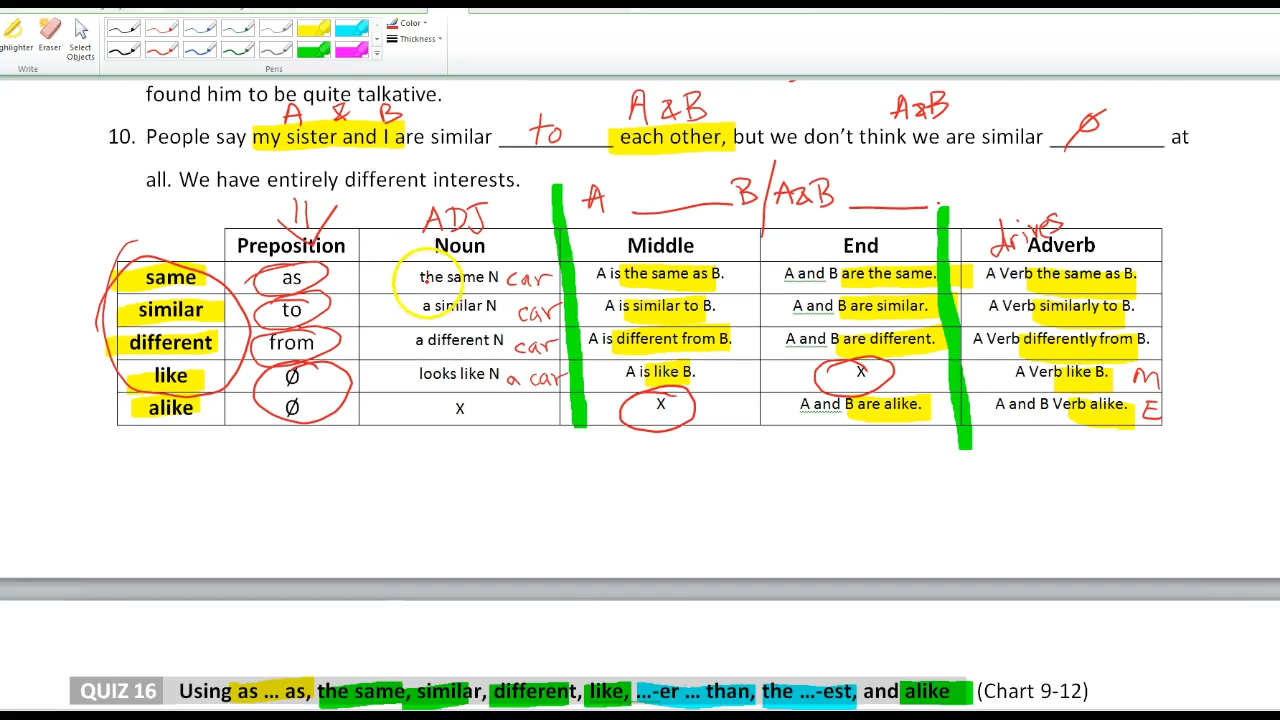 Color
Highlighter Eraser Select Objects Thickness
Write Pens
found him to be quite talkative.
A & B A & B A&B
10. People say my sister and I are similar to each other, but we don't think we are similar Ø at
all. We have entirely different interests.
A ______ B / A&B ______.
ADJ drives
Preposition Noun Middle End Adverb
same as the same N car A is the same as B. A and B are the same. A Verb the same as B.
similar to a similar N car A is similar to B. A and B are similar. A Verb similarly to B.
different from a different N car A is different from B. A and B are different. A Verb differently from B.
like Ø looks like N a car A is like B. X A Verb like B. M
alike Ø X X A and B are alike. A and B Verb alike. E
QUIZ 16 Using as ... as, the same, similar, different, like, ...-er ... than, the ...-est, and alike (Chart 9-12)